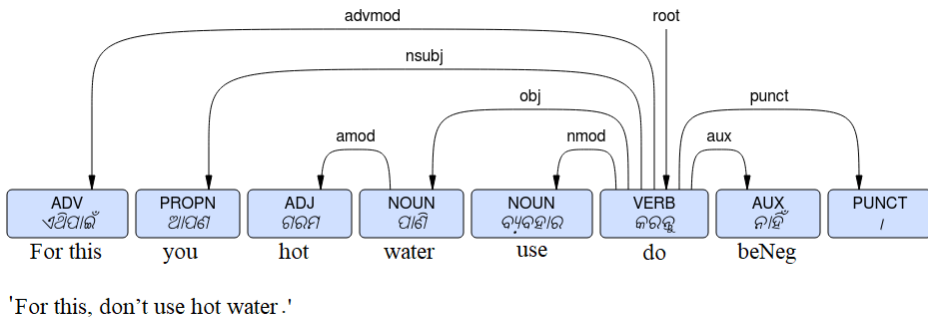 advmod root
nsubj
obj punct
amod nmod aux
ADV PROPN ADJ NOUN NOUN VERB AUX PUNCT
ଏଥିପାଇଁ ଆପଣ ଗରମ ପାଣି ବ୍ୟବହାର କରନ୍ତୁ ନାହିଁ ।
For this you hot water use do beNeg
'For this, don't use hot water.'